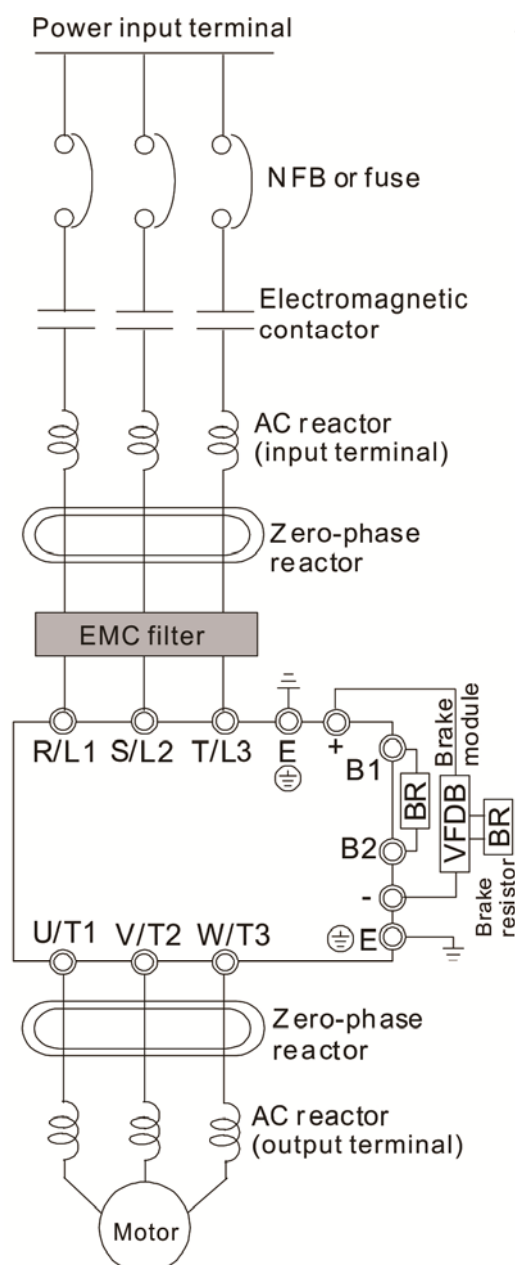 Power input terminal
NFB or fuse
Electromagnetic
contactor
AC reactor
(input terminal)
Zero-phase
reactor
EMC filter
R/L1 S/L2 T/L3 E +
B1
BR
B2
-
E
Brake
module
VFDB
BR
Brake
resistor
U/T1 V/T2 W/T3
Zero-phase
reactor
AC reactor
(output terminal)
Motor